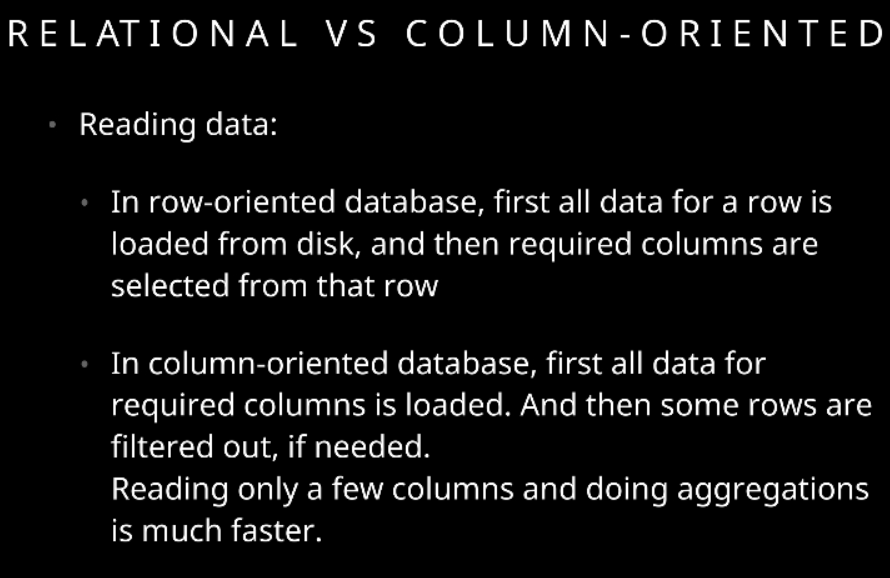 RELATIONAL VS COLUMN-ORIENTED
• Reading data:
• In row-oriented database, first all data for a row is
loaded from disk, and then required columns are
selected from that row
• In column-oriented database, first all data for
required columns is loaded. And then some rows are
filtered out, if needed.
Reading only a few columns and doing aggregations
is much faster.